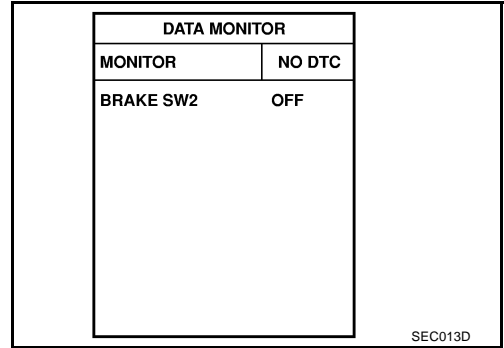 DATA MONITOR
MONITOR NO DTC
BRAKE SW2 OFF
SEC013D